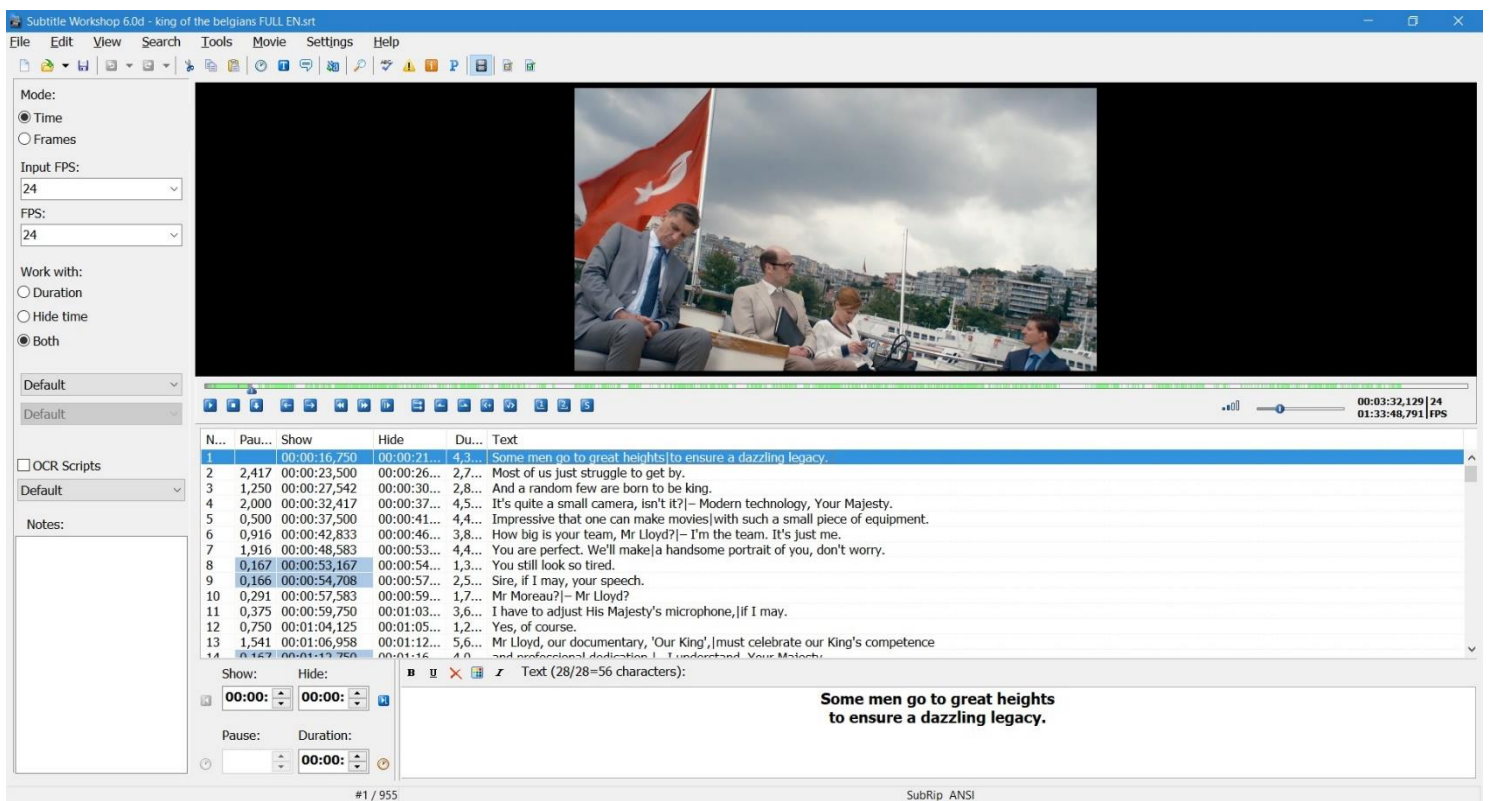 Subtitle Workshop 6.0d - king of the belgians FULL EN.srt
File Edit View Search Tools Movie Settings Help
Mode:
Time
Frames
Input FPS:
24
FPS:
24
Work with:
Duration
Hide time
Both
Default
Default
OCR Scripts
Default
Notes:
00:03:32,129 24
01:33:48,791 FPS
N... Pau... Show Hide Du... Text
1 00:00:16,750 00:00:21... 4,3... Some men go to great heights|to ensure a dazzling legacy.
2 2,417 00:00:23,500 00:00:26... 2,7... Most of us just struggle to get by.
3 1,250 00:00:27,542 00:00:30... 2,8... And a random few are born to be king.
4 2,000 00:00:32,417 00:00:37... 4,5... It's quite a small camera, isn't it?|– Modern technology, Your Majesty.
5 0,500 00:00:37,500 00:00:41... 4,4... Impressive that one can make movies|with such a small piece of equipment.
6 0,916 00:00:42,833 00:00:46... 3,8... How big is your team, Mr Lloyd?|– I'm the team. It's just me.
7 1,916 00:00:48,583 00:00:53... 4,4... You are perfect. We'll make|a handsome portrait of you, don't worry.
8 0,167 00:00:53,167 00:00:54... 1,3... You still look so tired.
9 0,166 00:00:54,708 00:00:57... 2,5... Sire, if I may, your speech.
10 0,291 00:00:57,583 00:00:59... 1,7... Mr Moreau?|– Mr Lloyd?
11 0,375 00:00:59,750 00:01:03... 3,6... I have to adjust His Majesty's microphone,|if I may.
12 0,750 00:01:04,125 00:01:05... 1,2... Yes, of course.
13 1,541 00:01:06,958 00:01:12... 5,6... Mr Lloyd, our documentary, 'Our King',|must celebrate our King's competence
14 0,167 00:01:12,750 00:01:16... 4,0... and professional dedication.|– I understand, Your Majesty.
Show: Hide:
00:00: 00:00:
B U I Text (28/28=56 characters):
Some men go to great heights
to ensure a dazzling legacy.
Pause: Duration:
00:00:
#1 / 955
SubRip ANSI